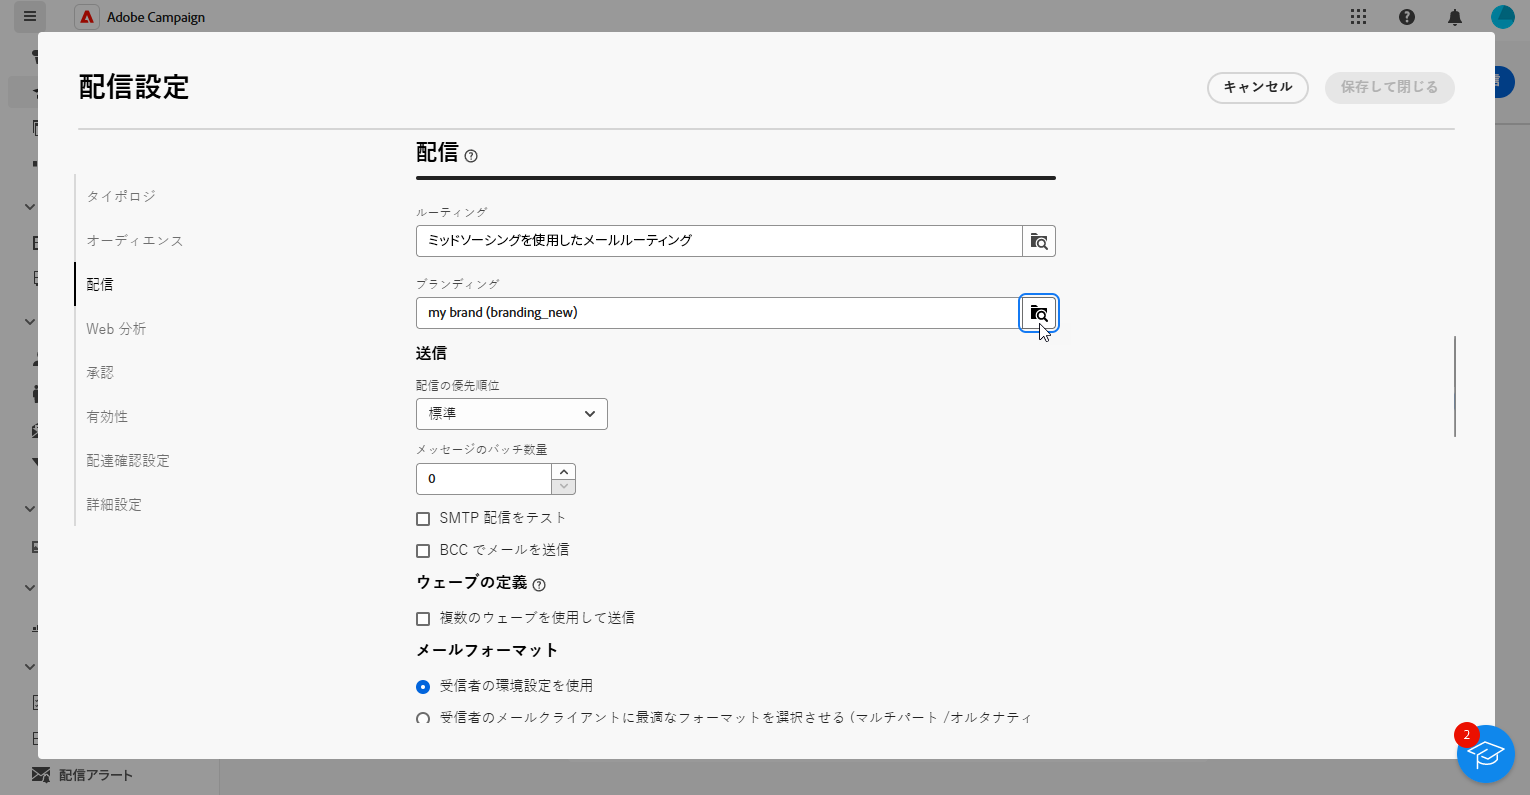 Adobe Campaign
配信設定
キャンセル
保存して閉じる
タイポロジ
オーディエンス
配信
Web 分析
承認
有効性
配達確認設定
詳細設定
配信
ルーティング
ミッドソーシングを使用したメールルーティング
ブランディング
my brand (branding_new)
送信
配信の優先順位
標準
メッセージのバッチ数量
0
SMTP 配信をテスト
BCC でメールを送信
ウェーブの定義
複数のウェーブを使用して送信
メールフォーマット
受信者の環境設定を使用
受信者のメールクライアントに最適なフォーマットを選択させる (マルチパート /オルタナティ
2
配信アラート